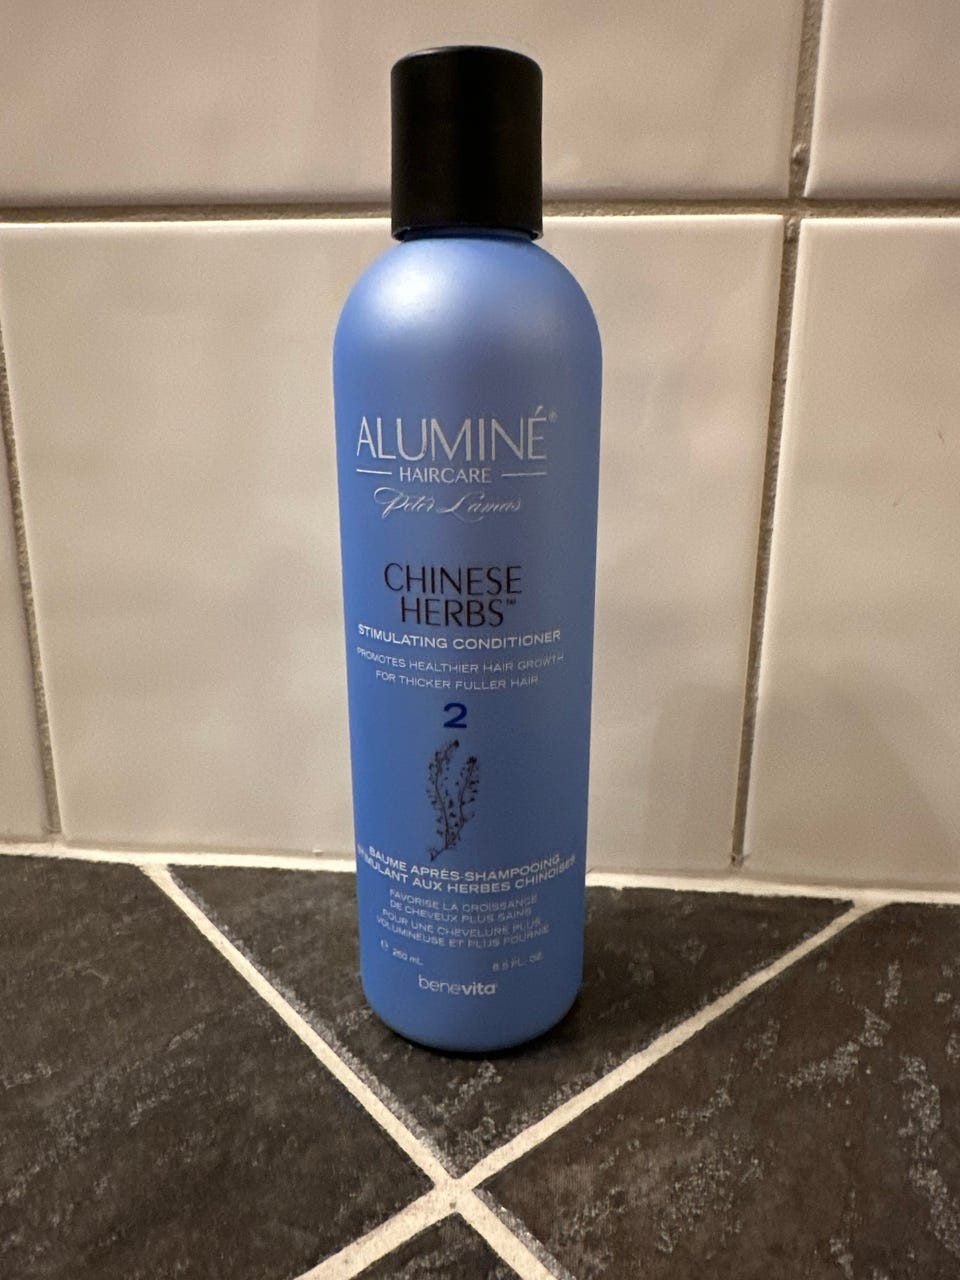 ALUMINÉ®
HAIRCARE
Peter Lamas
CHINESE
HERBS™
STIMULATING CONDITIONER
PROMOTES HEALTHIER HAIR GROWTH
FOR THICKER FULLER HAIR
2
BAUME APRÈS-SHAMPOOING
STIMULANT AUX HERBES CHINOISES
FAVORISE LA CROISSANCE
DE CHEVEUX PLUS SAINS
POUR UNE CHEVELURE PLUS
VOLUMINEUSE ET PLUS FOURNIE
℮ 250 mL 8.5 FL. OZ.
benevita